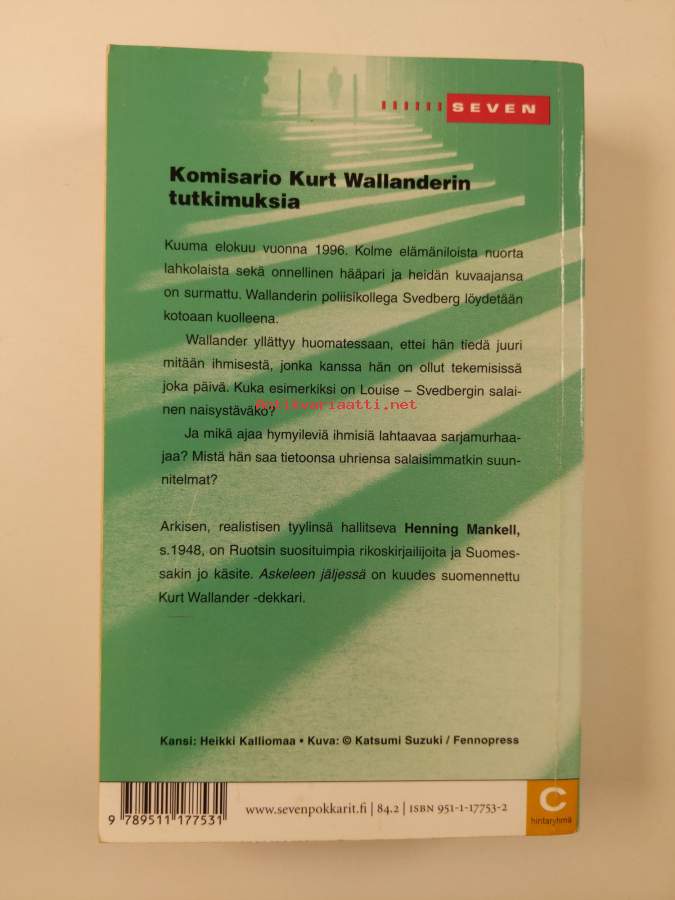 SEVEN
Komisario Kurt Wallanderin
tutkimuksia
Kuuma elokuu vuonna 1996. Kolme elämäniloista nuorta
lahkolaista sekä onnellinen hääpari ja heidän kuvaajansa
on surmattu. Wallanderin poliisikollega Svedberg löydetään
kotoaan kuolleena.
Wallander yllättyy huomatessaan, ettei hän tiedä juuri
mitään ihmisestä, jonka kanssa hän on ollut tekemisissä
joka päivä. Kuka esimerkiksi on Louise – Svedbergin salai-
nen naisystäväkö?
antikvariaatti.net
Ja mikä ajaa hymyileviä ihmisiä lahtaavaa sarjamurhaa-
jaa? Mistä hän saa tietoonsa uhriensa salaisimmatkin suun-
nitelmat?
Arkisen, realistisen tyylinsä hallitseva Henning Mankell,
s.1948, on Ruotsin suosituimpia rikoskirjailijoita ja Suomes-
sakin jo käsite. Askeleen jäljessä on kuudes suomennettu
Kurt Wallander -dekkari.
Kansi: Heikki Kalliomaa • Kuva: © Katsumi Suzuki / Fennopress
9 789511 177531
www.sevenpokkarit.fi | 84.2 | ISBN 951-1-17753-2
C
hintaryhmä